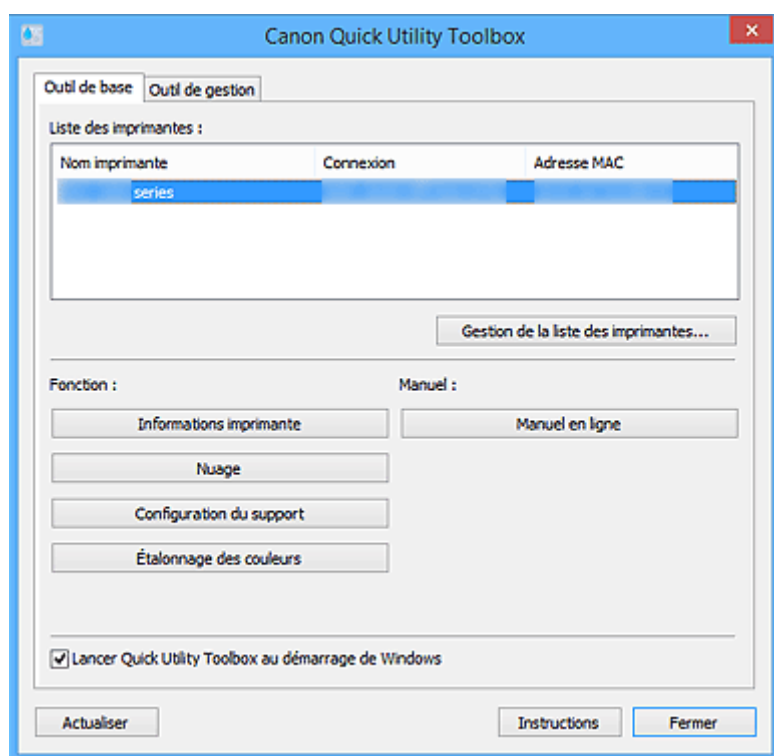 Canon Quick Utility Toolbox
Outil de base Outil de gestion
Liste des imprimantes :
Nom imprimante Connexion Adresse MAC
series
Gestion de la liste des imprimantes...
Fonction : Manuel :
Informations imprimante Manuel en ligne
Nuage
Configuration du support
Étalonnage des couleurs
Lancer Quick Utility Toolbox au démarrage de Windows
Actualiser Instructions Fermer